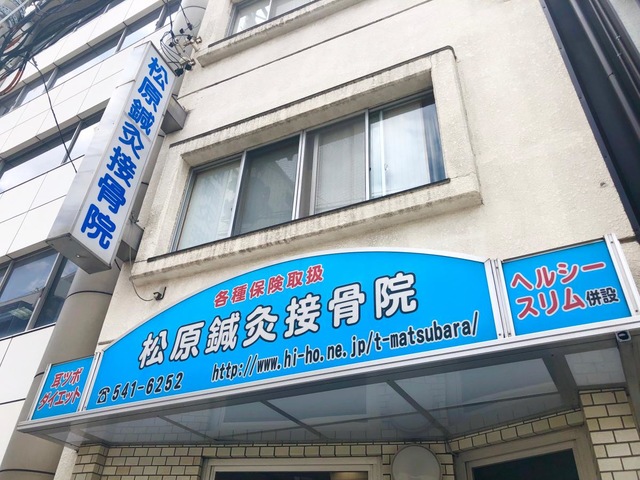 松原鍼灸接骨院
各種保険取扱
松原鍼灸接骨院
☎541-6252 http://www.hi-ho.ne.jp/t-matsubara/
耳ツボ
ダイエット
ヘルシー
スリム併設